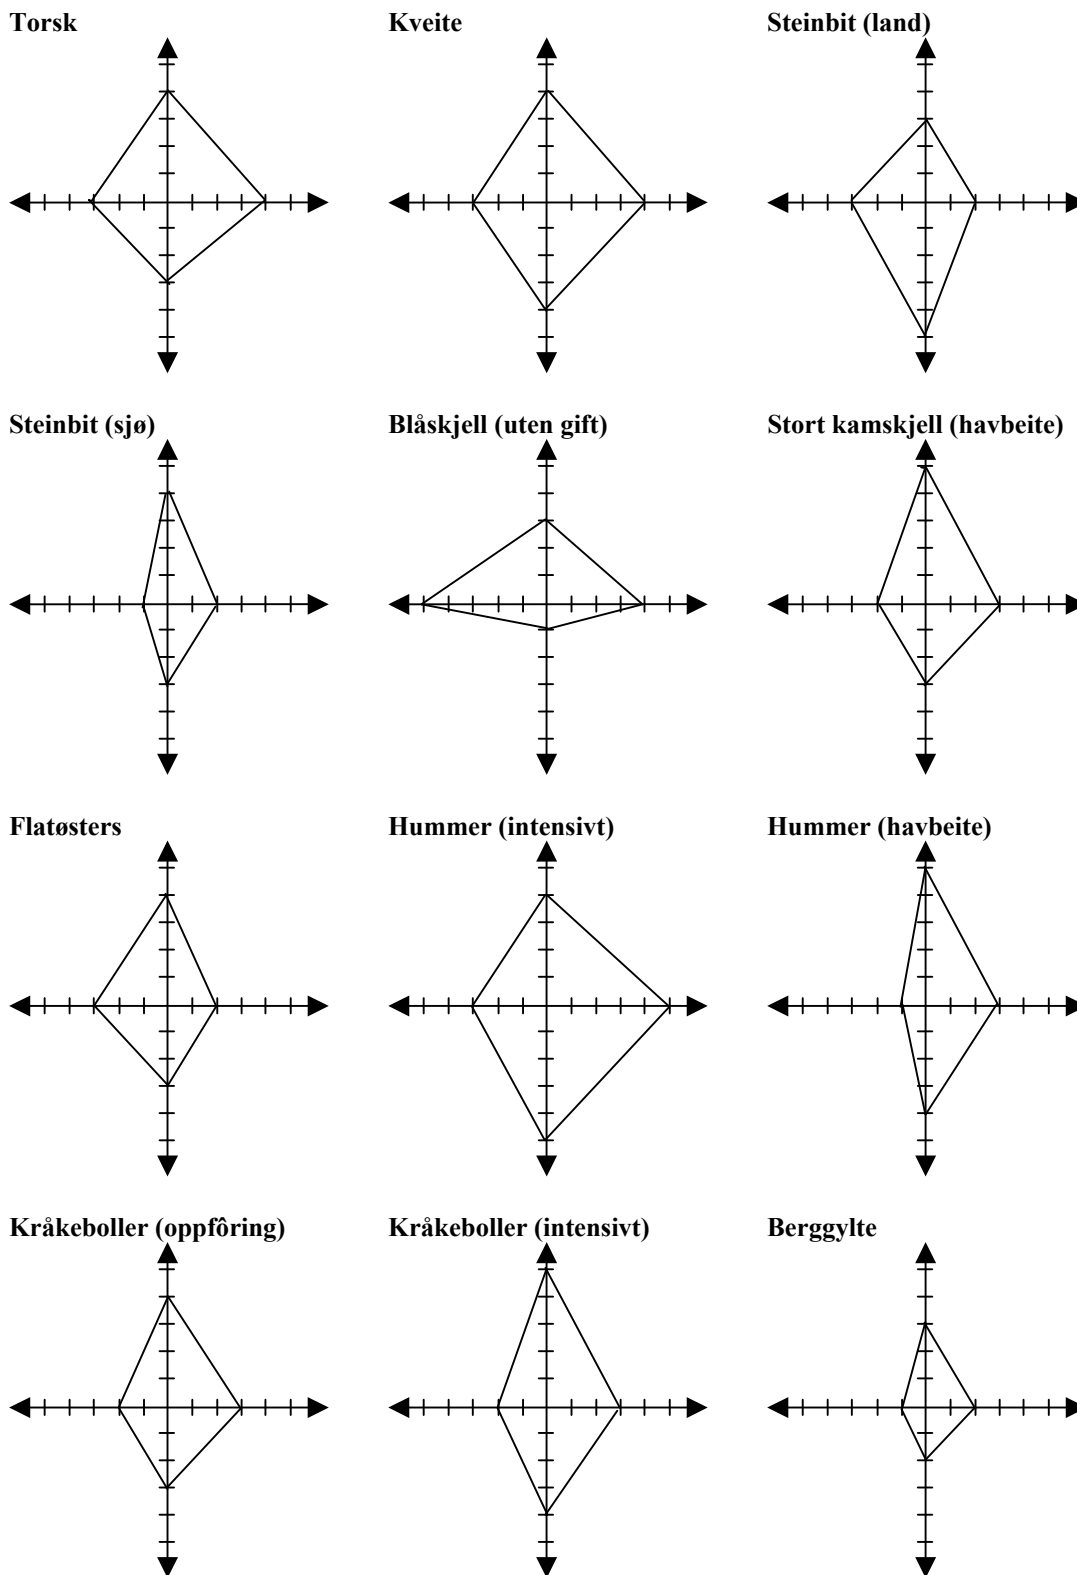 Torsk
Kveite
Steinbit (land)
Steinbit (sjø)
Blåskjell (uten gift)
Stort kamskjell (havbeite)
Flatøsters
Hummer (intensivt)
Hummer (havbeite)
Kråkeboller (oppfôring)
Kråkeboller (intensivt)
Berggylte